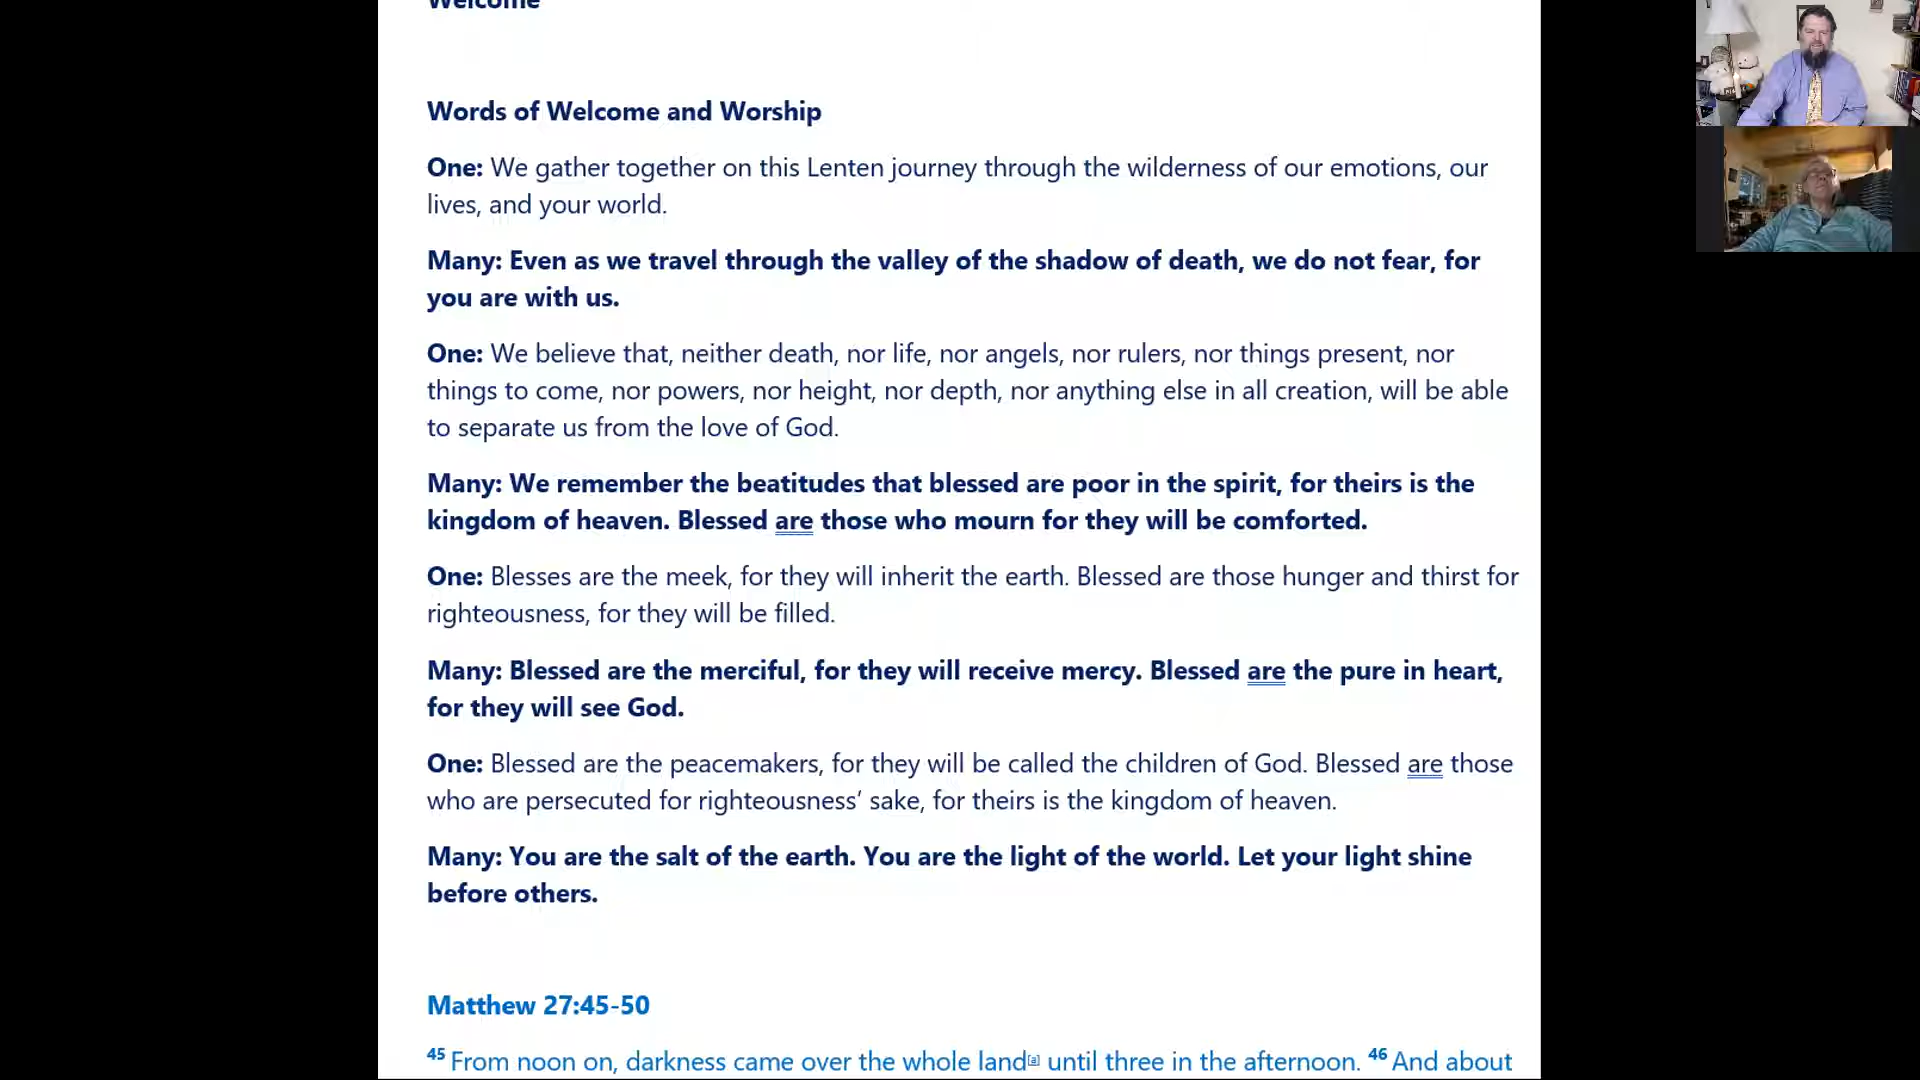 Welcome
Words of Welcome and Worship
One: We gather together on this Lenten journey through the wilderness of our emotions, our
lives, and your world.
Many: Even as we travel through the valley of the shadow of death, we do not fear, for
you are with us.
One: We believe that, neither death, nor life, nor angels, nor rulers, nor things present, nor
things to come, nor powers, nor height, nor depth, nor anything else in all creation, will be able
to separate us from the love of God.
Many: We remember the beatitudes that blessed are poor in the spirit, for theirs is the
kingdom of heaven. Blessed are those who mourn for they will be comforted.
One: Blesses are the meek, for they will inherit the earth. Blessed are those hunger and thirst for
righteousness, for they will be filled.
Many: Blessed are the merciful, for they will receive mercy. Blessed are the pure in heart,
for they will see God.
One: Blessed are the peacemakers, for they will be called the children of God. Blessed are those
who are persecuted for righteousness’ sake, for theirs is the kingdom of heaven.
Many: You are the salt of the earth. You are the light of the world. Let your light shine
before others.
Matthew 27:45-50
45 From noon on, darkness came over the whole land[a] until three in the afternoon. 46 And about